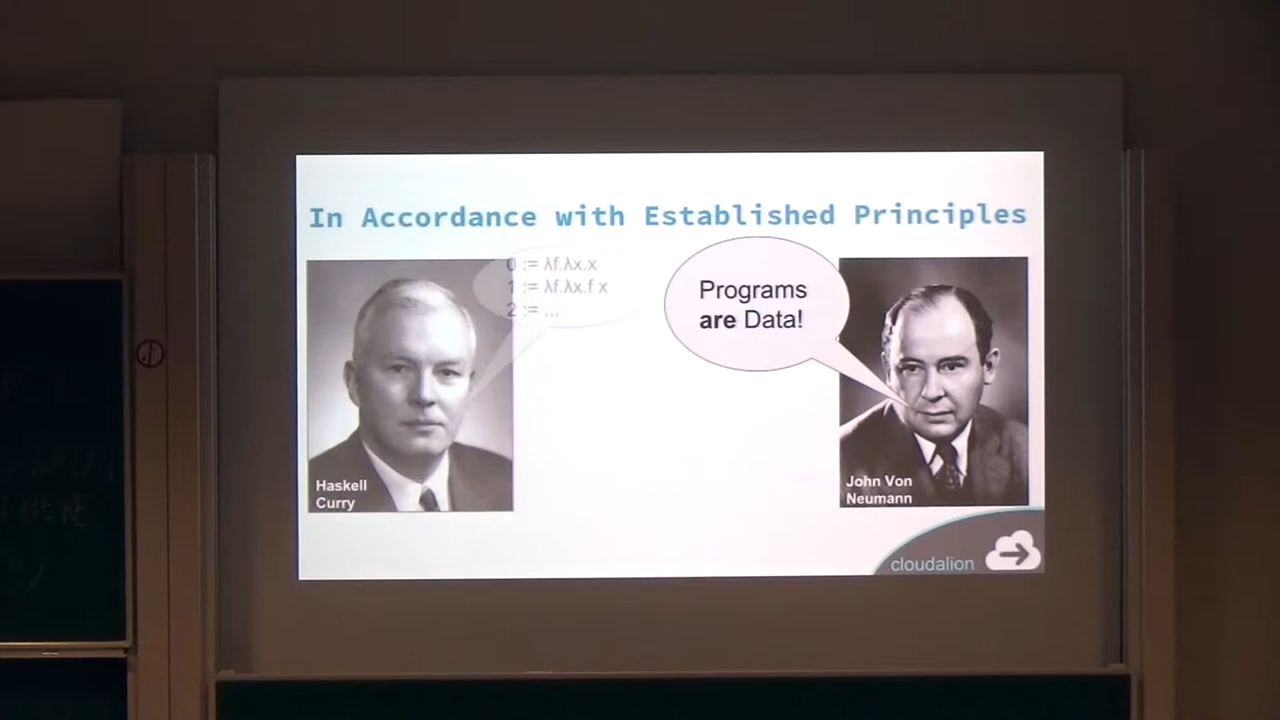 In Accordance with Established Principles
0 := λf.λx.x
1 := λf.λx.f x
2 := ...
Programs
are Data!
Haskell
Curry
John Von
Neumann
cloudalion